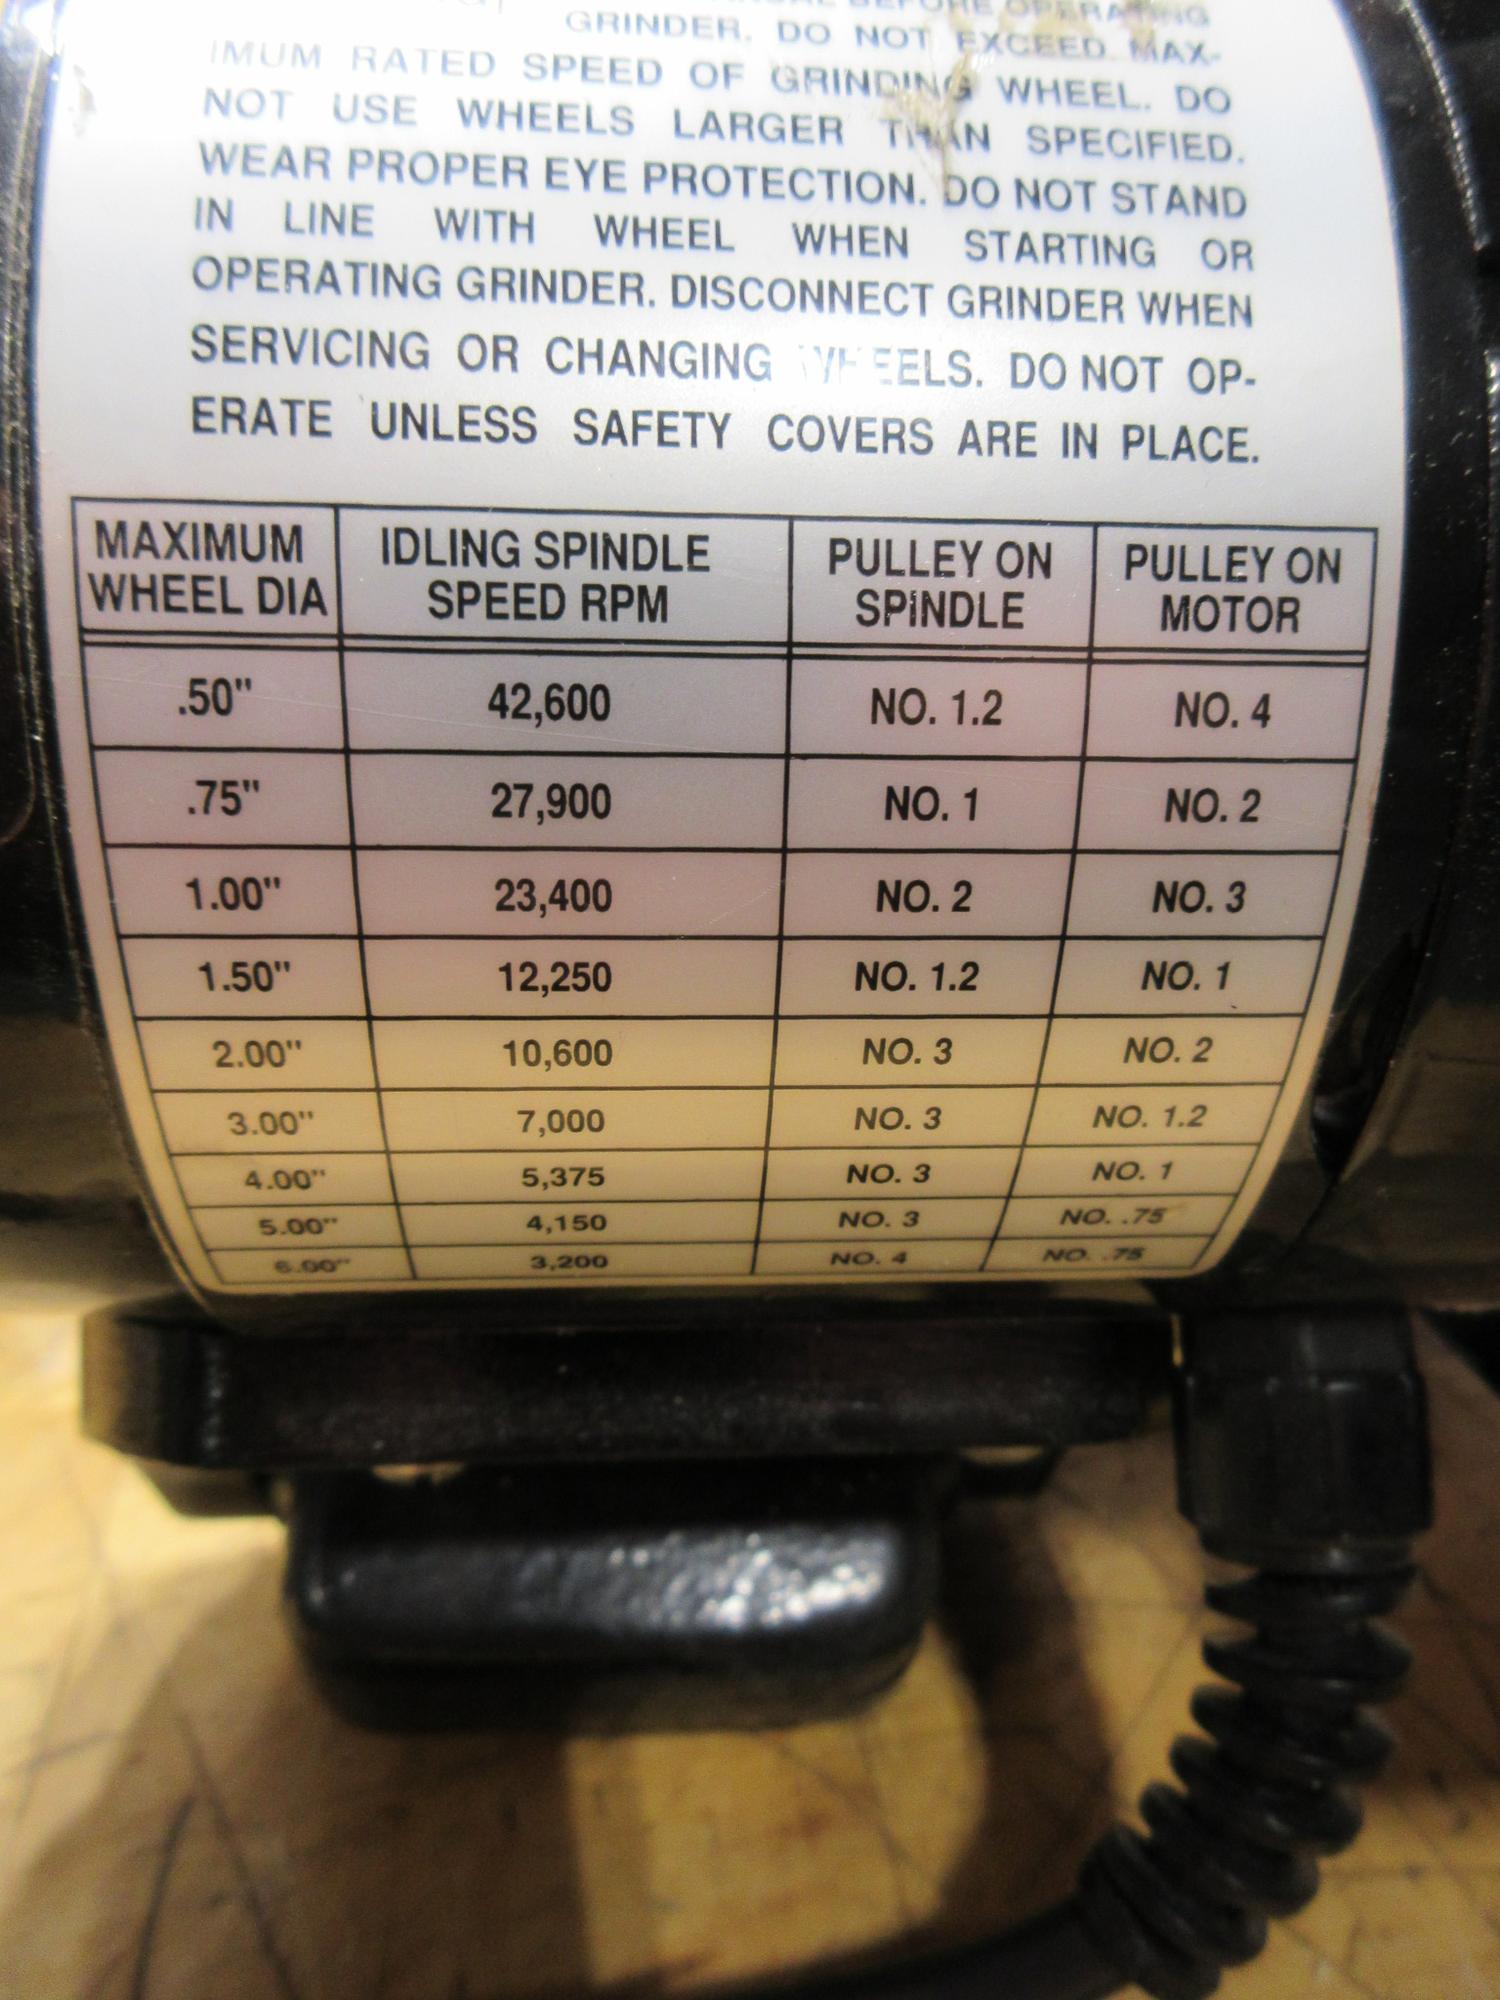 BEFORE OPERATING
GRINDER. DO NOT EXCEED MAX-
IMUM RATED SPEED OF GRINDING WHEEL. DO
NOT USE WHEELS LARGER THAN SPECIFIED.
WEAR PROPER EYE PROTECTION. DO NOT STAND
IN LINE WITH WHEEL WHEN STARTING OR
OPERATING GRINDER. DISCONNECT GRINDER WHEN
SERVICING OR CHANGING WHEELS. DO NOT OP-
ERATE UNLESS SAFETY COVERS ARE IN PLACE.
MAXIMUM WHEEL DIA IDLING SPINDLE SPEED RPM PULLEY ON SPINDLE PULLEY ON MOTOR
.50" 42,600 NO. 1.2 NO. 4
.75" 27,900 NO. 1 NO. 2
1.00" 23,400 NO. 2 NO. 3
1.50" 12,250 NO. 1.2 NO. 1
2.00" 10,600 NO. 3 NO. 2
3.00" 7,000 NO. 3 NO. 1.2
4.00" 5,375 NO. 3 NO. 1
5.00" 4,150 NO. 3 NO. .75
6.00" 3,200 NO. 4 NO. .75